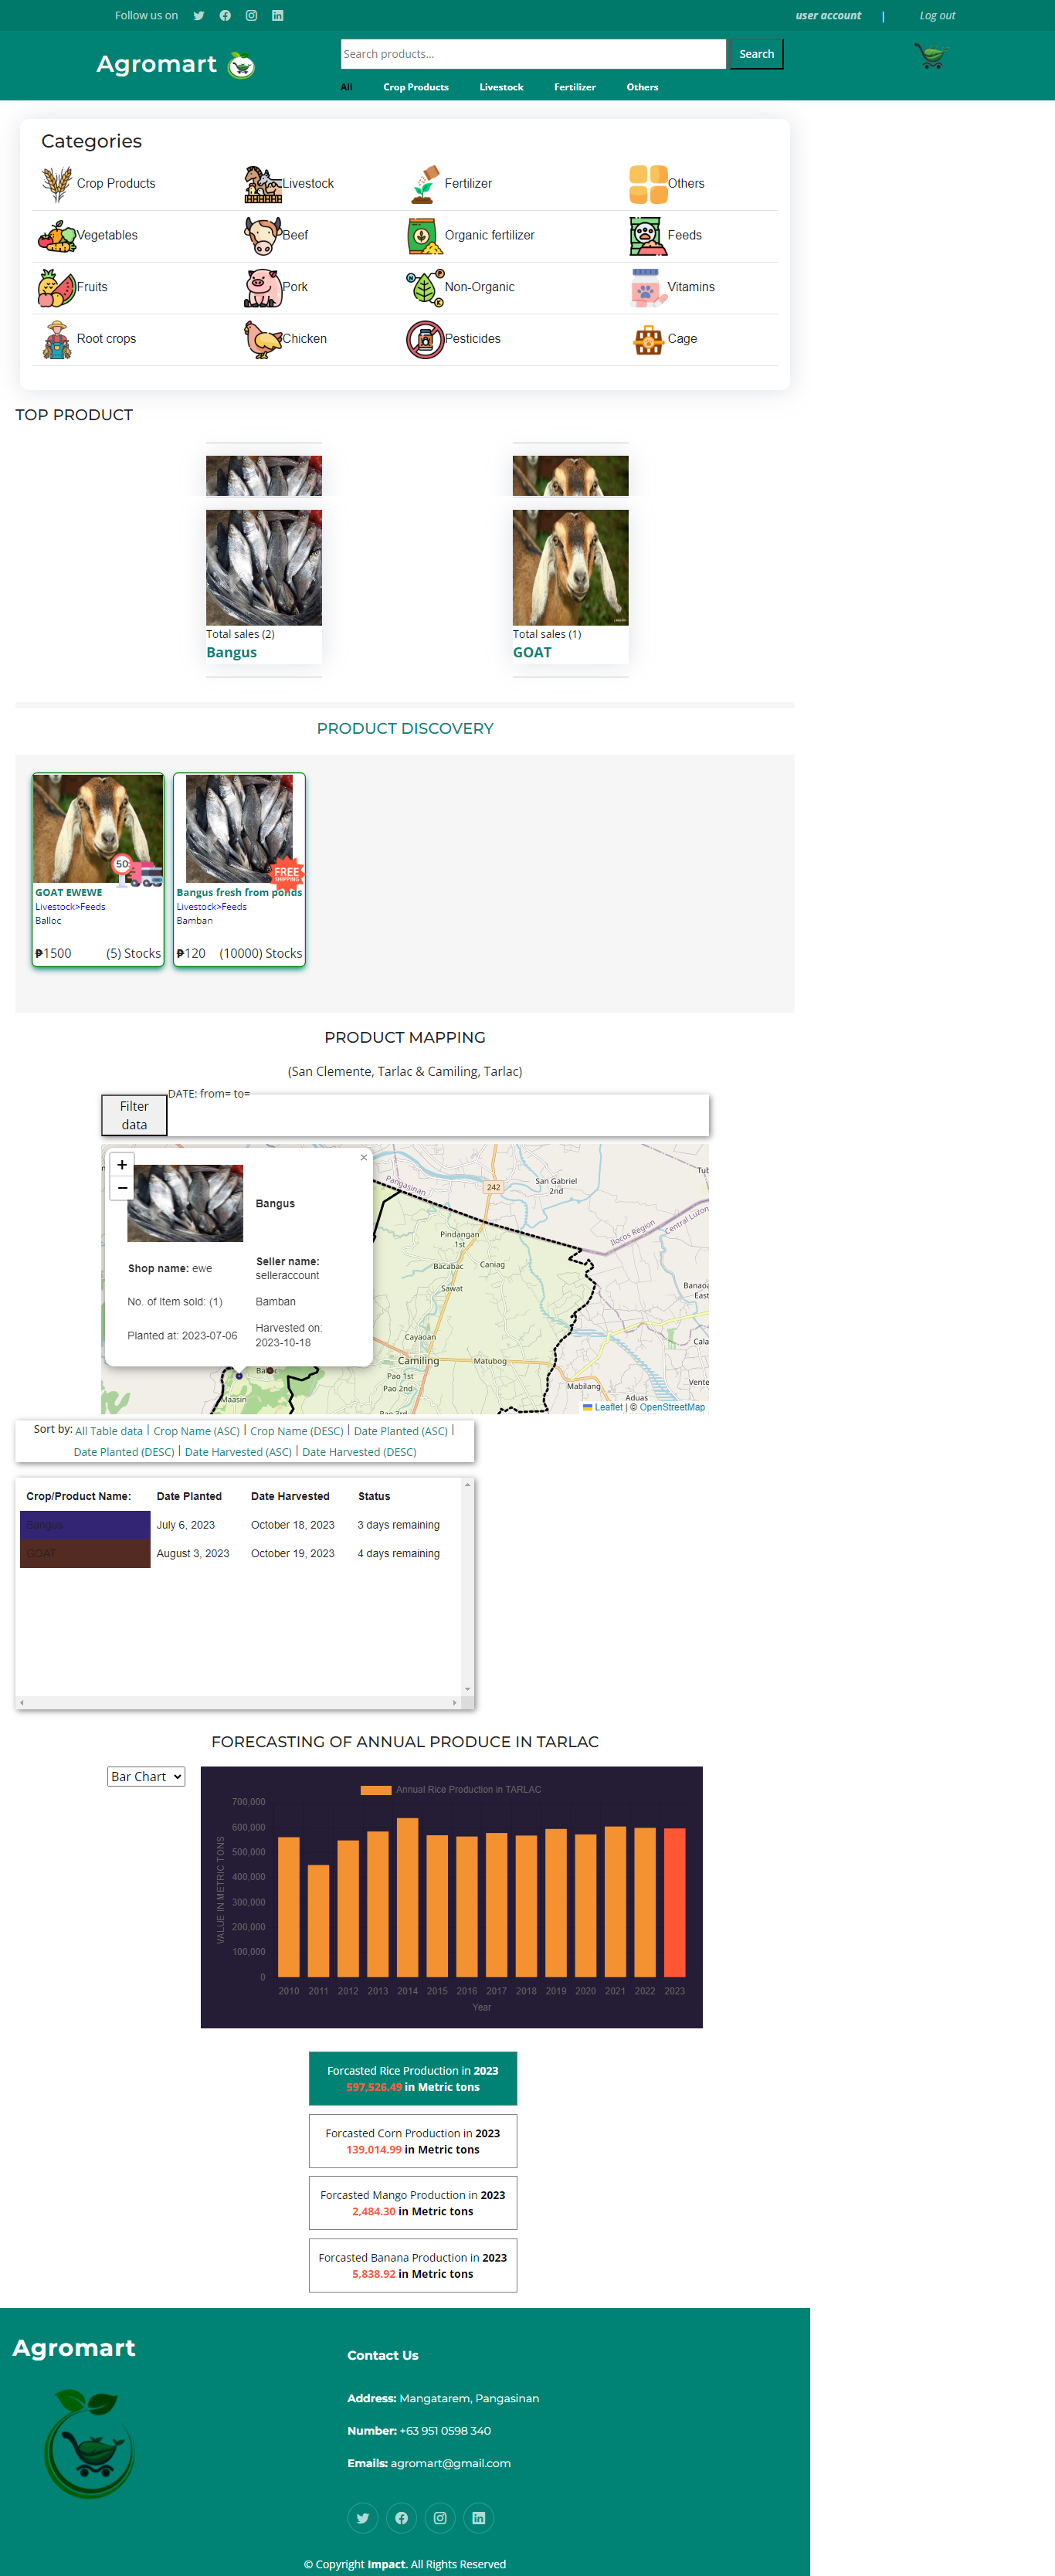 Follow us on
user account | Log out
Agromart
Search products...
Search
All Crop Products Livestock Fertilizer Others
Categories
Crop Products Livestock Fertilizer Others
Vegetables Beef Organic fertilizer Feeds
Fruits Pork Non-Organic Vitamins
Root crops Chicken Pesticides Cage
TOP PRODUCT
Total sales (2)
Bangus
Total sales (1)
GOAT
PRODUCT DISCOVERY
50
GOAT EWEWE
Livestock>Feeds
Balloc
₱1500 (5) Stocks
FREE
SHIPPING
Bangus fresh from ponds
Livestock>Feeds
Bamban
₱120 (10000) Stocks
PRODUCT MAPPING
(San Clemente, Tarlac & Camiling, Tarlac)
Filter data
DATE: from= to=
+
−
×
Bangus
Shop name: ewe
Seller name: selleraccount
No. of Item sold: (1)
Bamban
Planted at: 2023-07-06
Harvested on: 2023-10-18
Pangasinan
242
San Gabriel 2nd
Tut
Ilocos Region
Central Luzon
Pindangan 1st
Bacabac
Caniag
Sawat
Banaoa East
Cayaoan
Camiling
Matubog
Cala
Pao 1st
Pao 2nd
Pao 3rd
Mabilang
Vente
Aduas
Maasin
Leaflet | © OpenStreetMap
Sort by: All Table data | Crop Name (ASC) | Crop Name (DESC) | Date Planted (ASC) |
Date Planted (DESC) | Date Harvested (ASC) | Date Harvested (DESC)
Crop/Product Name: Date Planted Date Harvested Status
Bangus July 6, 2023 October 18, 2023 3 days remaining
GOAT August 3, 2023 October 19, 2023 4 days remaining
FORECASTING OF ANNUAL PRODUCE IN TARLAC
Bar Chart
Annual Rice Production in TARLAC
VALUE IN METRIC TONS
700,000
600,000
500,000
400,000
300,000
200,000
100,000
0
2010 2011 2012 2013 2014 2015 2016 2017 2018 2019 2020 2021 2022 2023
Year
Forcasted Rice Production in 2023
597,526.49 in Metric tons
Forcasted Corn Production in 2023
139,014.99 in Metric tons
Forcasted Mango Production in 2023
2,484.30 in Metric tons
Forcasted Banana Production in 2023
5,838.92 in Metric tons
Agromart
Contact Us
Address: Mangatarem, Pangasinan
Number: +63 951 0598 340
Emails: agromart@gmail.com
© Copyright Impact. All Rights Reserved